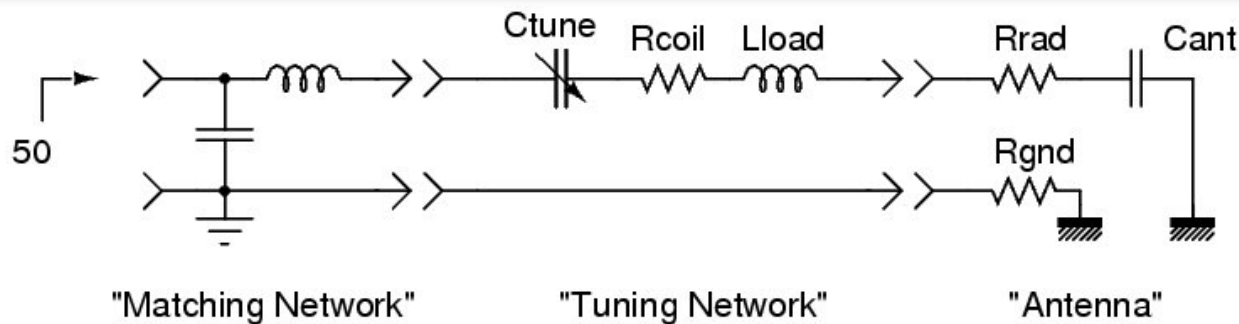 Ctune
Rcoil
Lload
Rrad
Cant
50
Rgnd
"Matching Network"
"Tuning Network"
"Antenna"